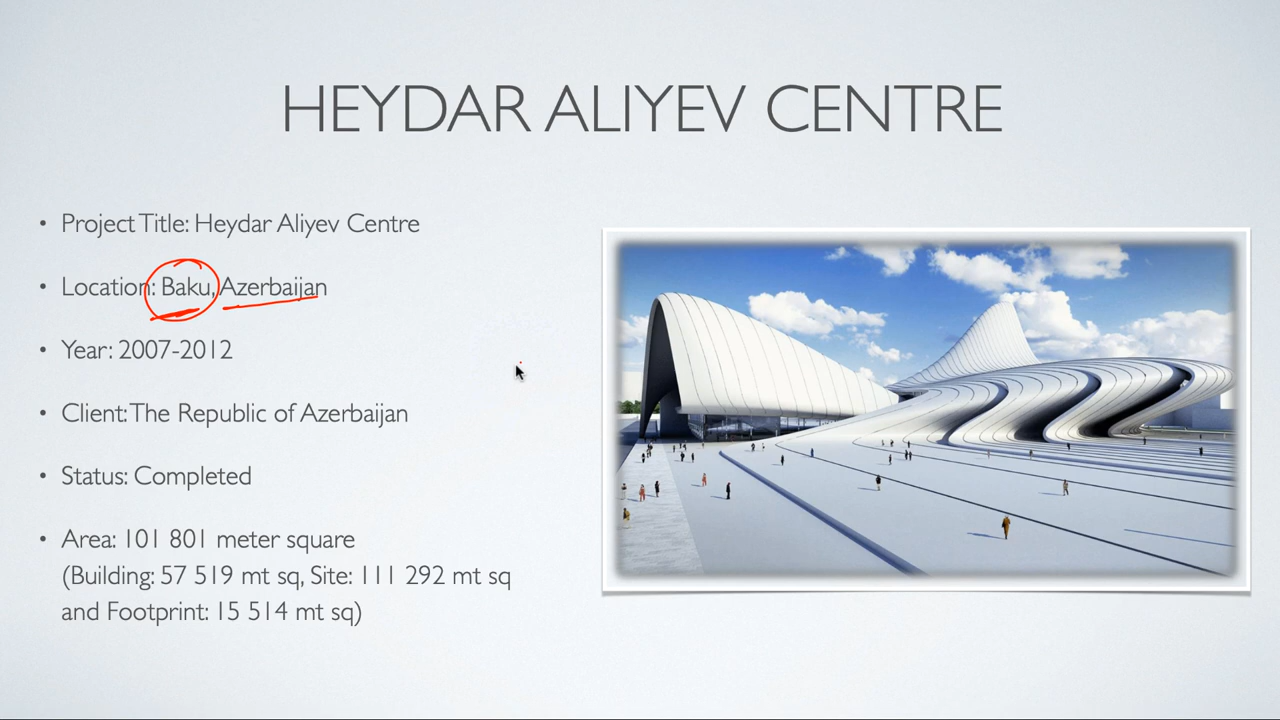 HEYDAR ALIYEV CENTRE
• Project Title: Heydar Aliyev Centre
• Location: Baku, Azerbaijan
• Year: 2007-2012
• Client: The Republic of Azerbaijan
• Status: Completed
• Area: 101 801 meter square
(Building: 57 519 mt sq, Site: 111 292 mt sq
and Footprint: 15 514 mt sq)